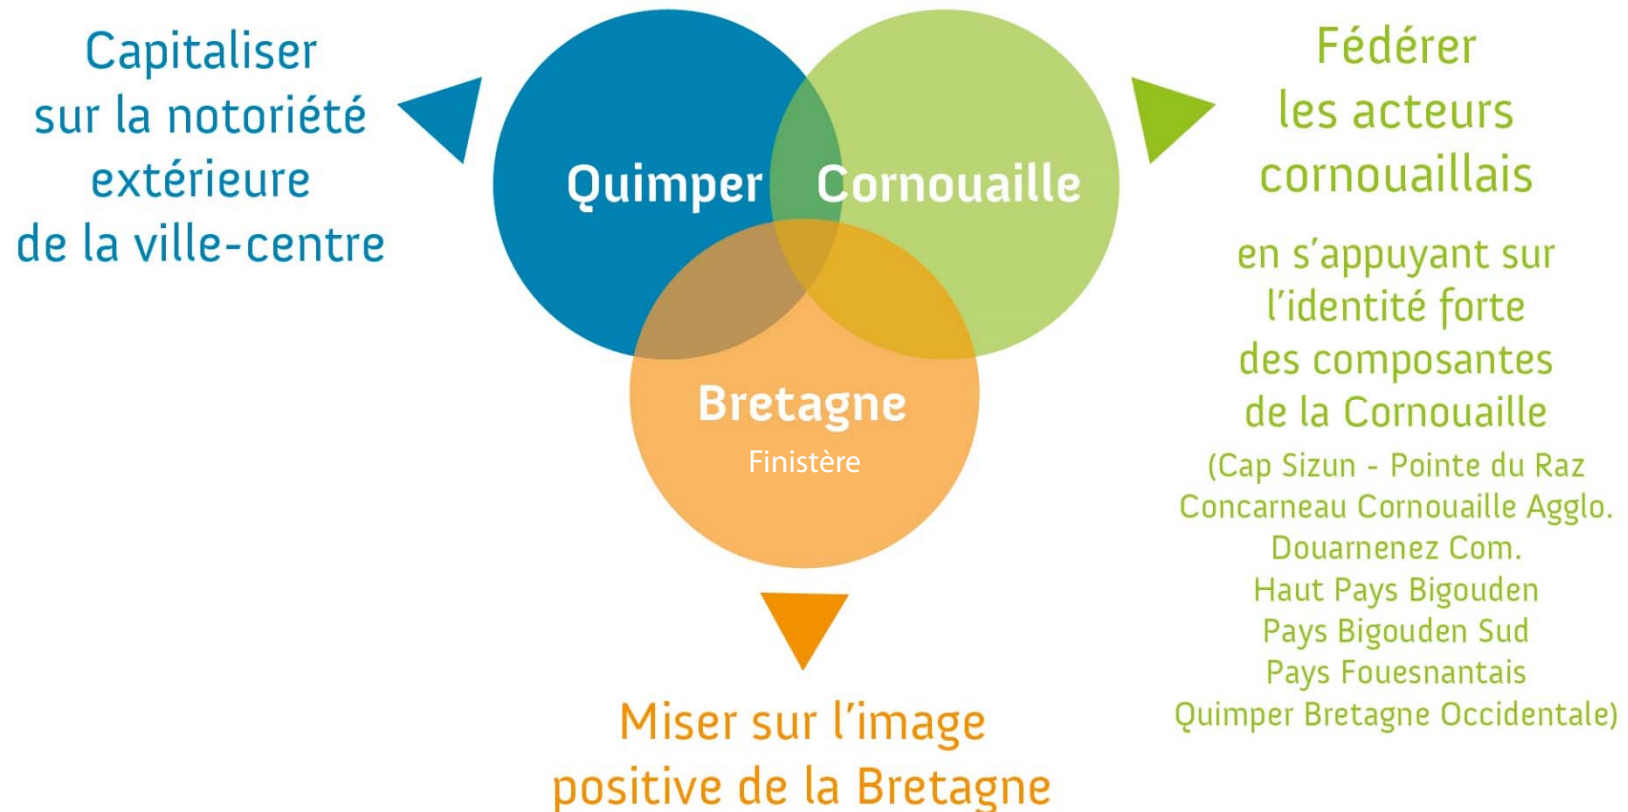 Capitaliser
sur la notoriété
extérieure
de la ville-centre
Quimper
Cornouaille
Bretagne
Finistère
Fédérer
les acteurs
cornouaillais
en s'appuyant sur
l'identité forte
des composantes
de la Cornouaille
(Cap Sizun - Pointe du Raz
Concarneau Cornouaille Agglo.
Douarnenez Com.
Haut Pays Bigouden
Pays Bigouden Sud
Pays Fouesnantais
Quimper Bretagne Occidentale)
Miser sur l'image
positive de la Bretagne